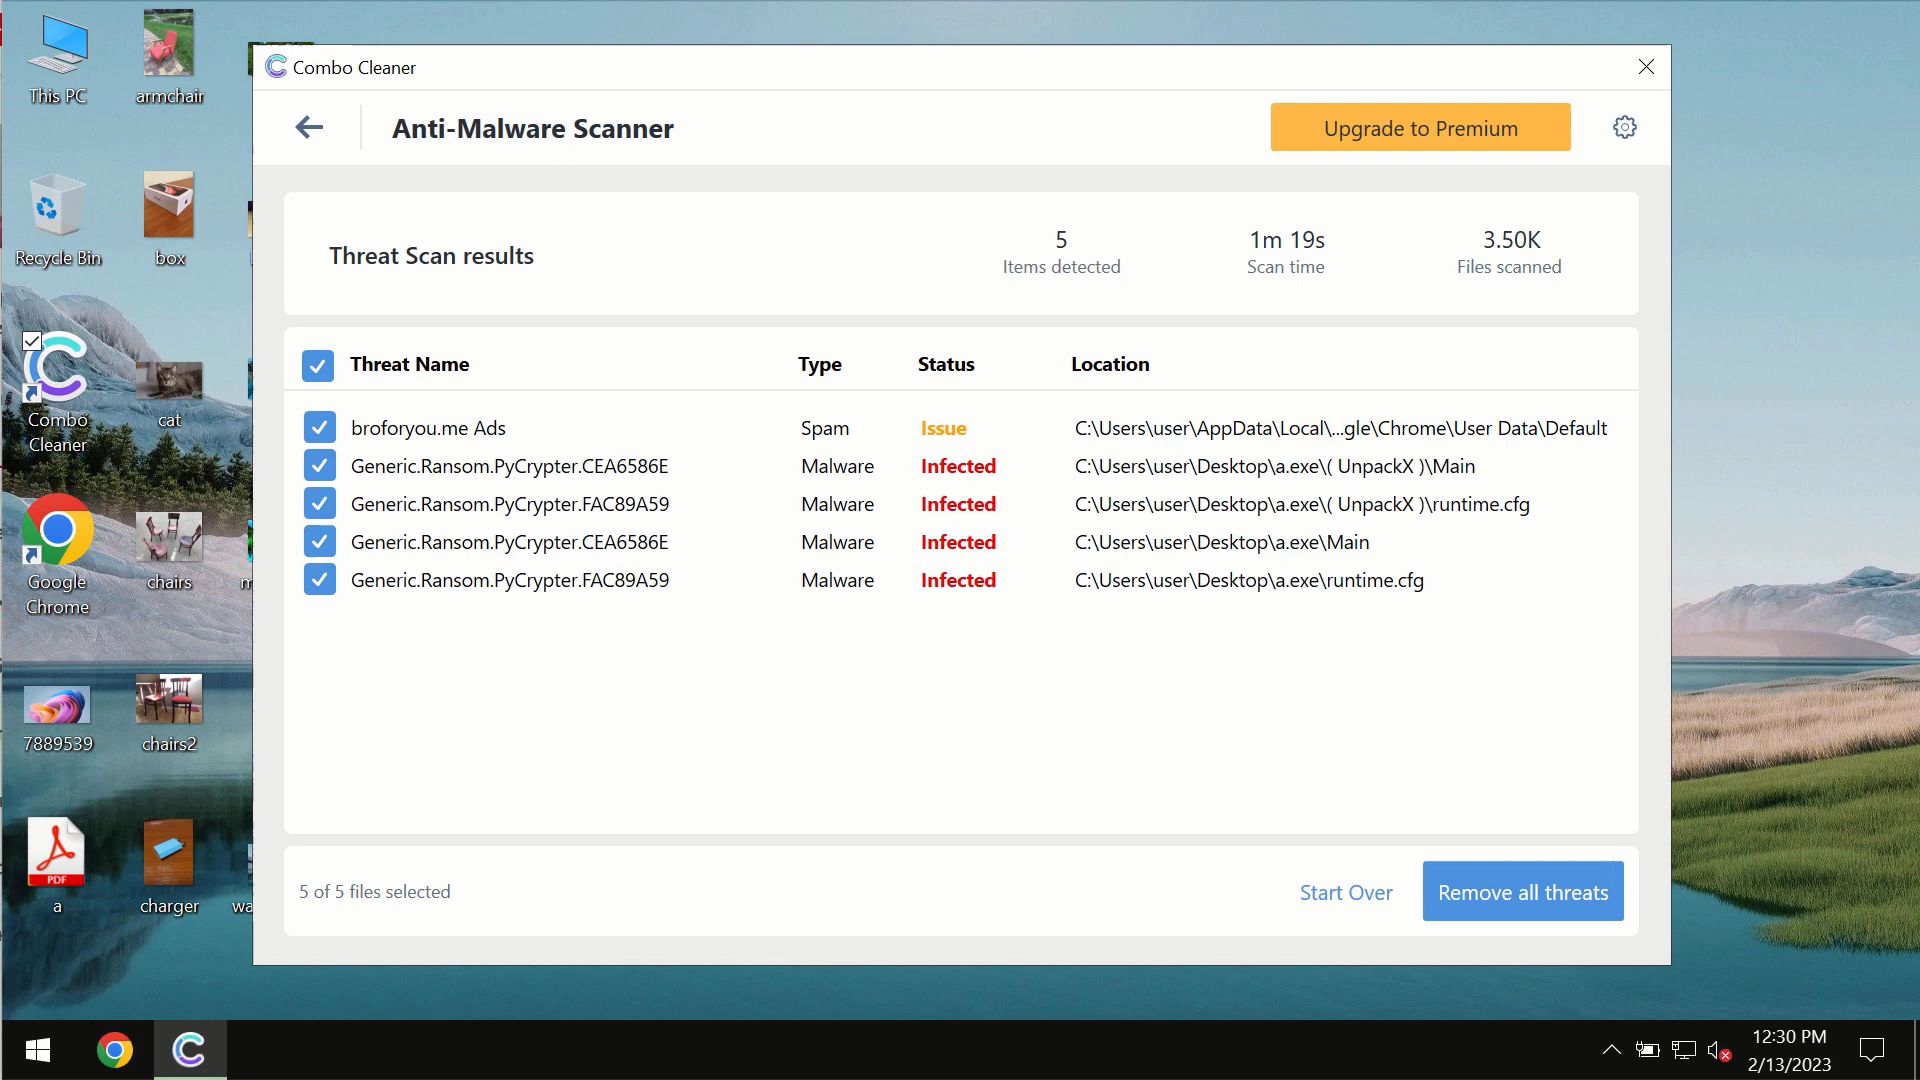 Combo Cleaner
Anti-Malware Scanner
Upgrade to Premium
Threat Scan results
5
Items detected
1m 19s
Scan time
3.50K
Files scanned
Threat Name Type Status Location
broforyou.me Ads Spam Issue C:\Users\user\AppData\Local\...gle\Chrome\User Data\Default
Generic.Ransom.PyCrypter.CEA6586E Malware Infected C:\Users\user\Desktop\a.exe\( UnpackX )\Main
Generic.Ransom.PyCrypter.FAC89A59 Malware Infected C:\Users\user\Desktop\a.exe\( UnpackX )\runtime.cfg
Generic.Ransom.PyCrypter.CEA6586E Malware Infected C:\Users\user\Desktop\a.exe\Main
Generic.Ransom.PyCrypter.FAC89A59 Malware Infected C:\Users\user\Desktop\a.exe\runtime.cfg
5 of 5 files selected
Start Over
Remove all threats
This PC
armchair
Recycle Bin
box
Combo
Cleaner
cat
Google
Chrome
chairs
7889539
chairs2
PDF
a
charger
12:30 PM
2/13/2023